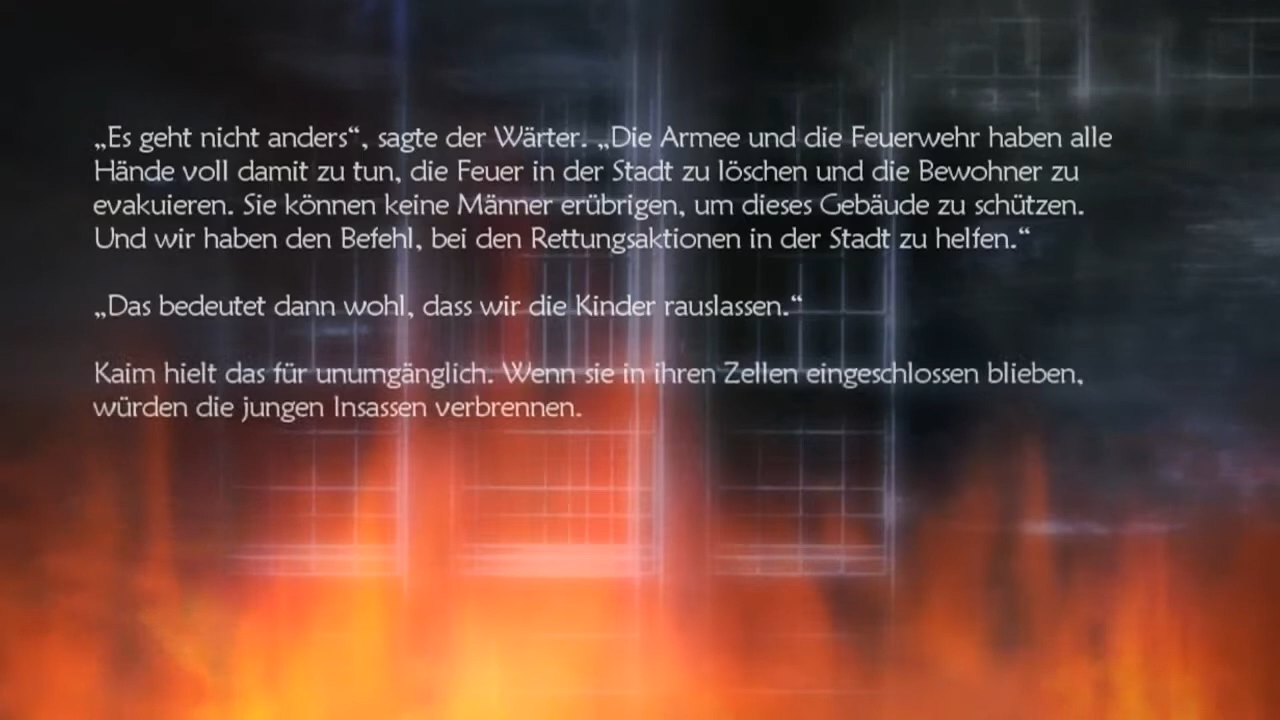 „Es geht nicht anders“, sagte der Wärter. „Die Armee und die Feuerwehr haben alle
Hände voll damit zu tun, die Feuer in der Stadt zu löschen und die Bewohner zu
evakuieren. Sie können keine Männer erübrigen, um dieses Gebäude zu schützen.
Und wir haben den Befehl, bei den Rettungsaktionen in der Stadt zu helfen.“
„Das bedeutet dann wohl, dass wir die Kinder rauslassen.“
Kaim hielt das für unumgänglich. Wenn sie in ihren Zellen eingeschlossen blieben,
würden die jungen Insassen verbrennen.